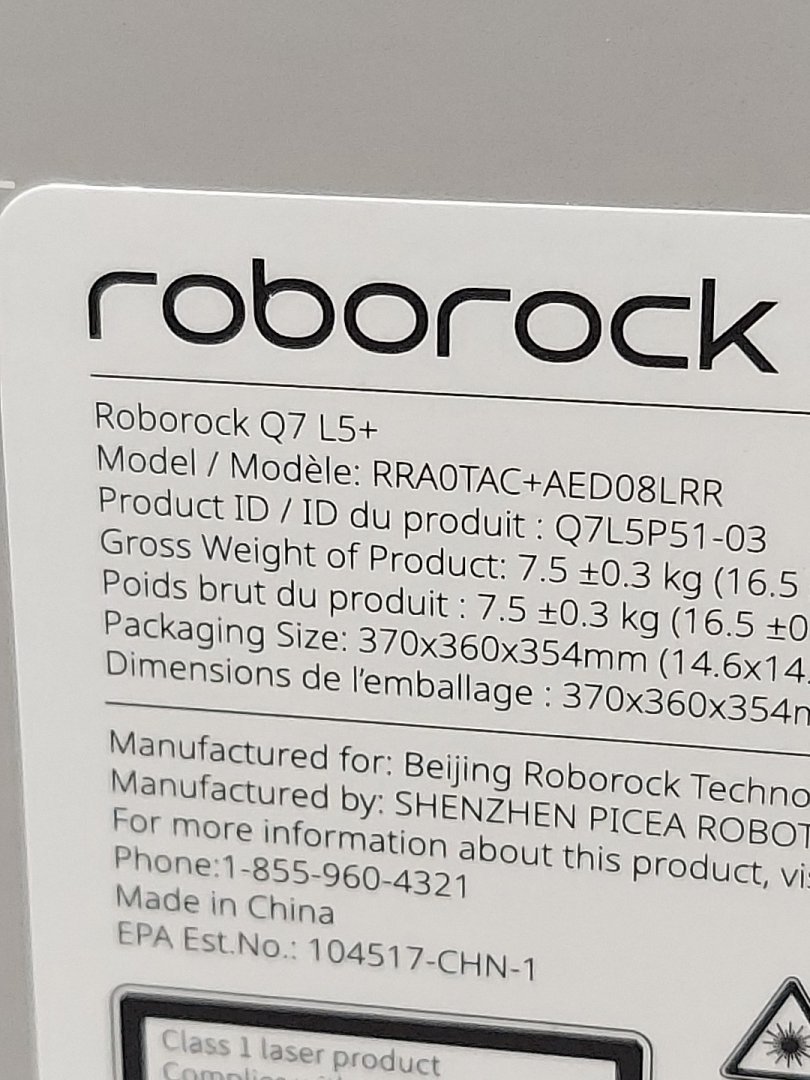 roborock
Roborock Q7 L5+
Model / Modèle: RRA0TAC+AED08LRR
Product ID / ID du produit : Q7L5P51-03
Gross Weight of Product: 7.5 ±0.3 kg (16.5
Poids brut du produit : 7.5 ±0.3 kg (16.5 ±0
Packaging Size: 370x360x354mm (14.6x14.
Dimensions de l'emballage : 370x360x354m
Manufactured for: Beijing Roborock Techno
Manufactured by: SHENZHEN PICEA ROBOT
For more information about this product, vis
Phone:1-855-960-4321
Made in China
EPA Est.No.: 104517-CHN-1
Class 1 laser product